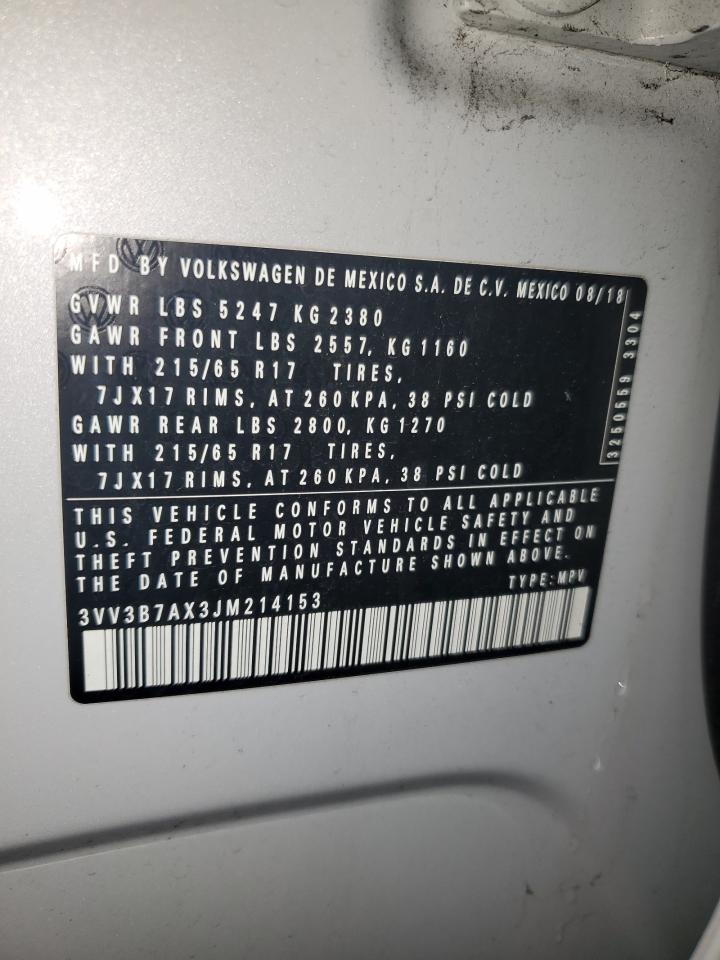 MFD BY VOLKSWAGEN DE MEXICO S.A. DE C.V. MEXICO 08/18
GVWR LBS 5247 KG 2380
GAWR FRONT LBS 2557, KG 1160
WITH 215/65 R17 TIRES,
7JX17 RIMS, AT 260 KPA, 38 PSI COLD
GAWR REAR LBS 2800, KG 1270
WITH 215/65 R17 TIRES,
7JX17 RIMS, AT 260 KPA, 38 PSI COLD
3250559 3304
THIS VEHICLE CONFORMS TO ALL APPLICABLE
U.S. FEDERAL MOTOR VEHICLE SAFETY AND
THEFT PREVENTION STANDARDS IN EFFECT ON
THE DATE OF MANUFACTURE SHOWN ABOVE.
TYPE: MPV
3VV3B7AX3JM214153